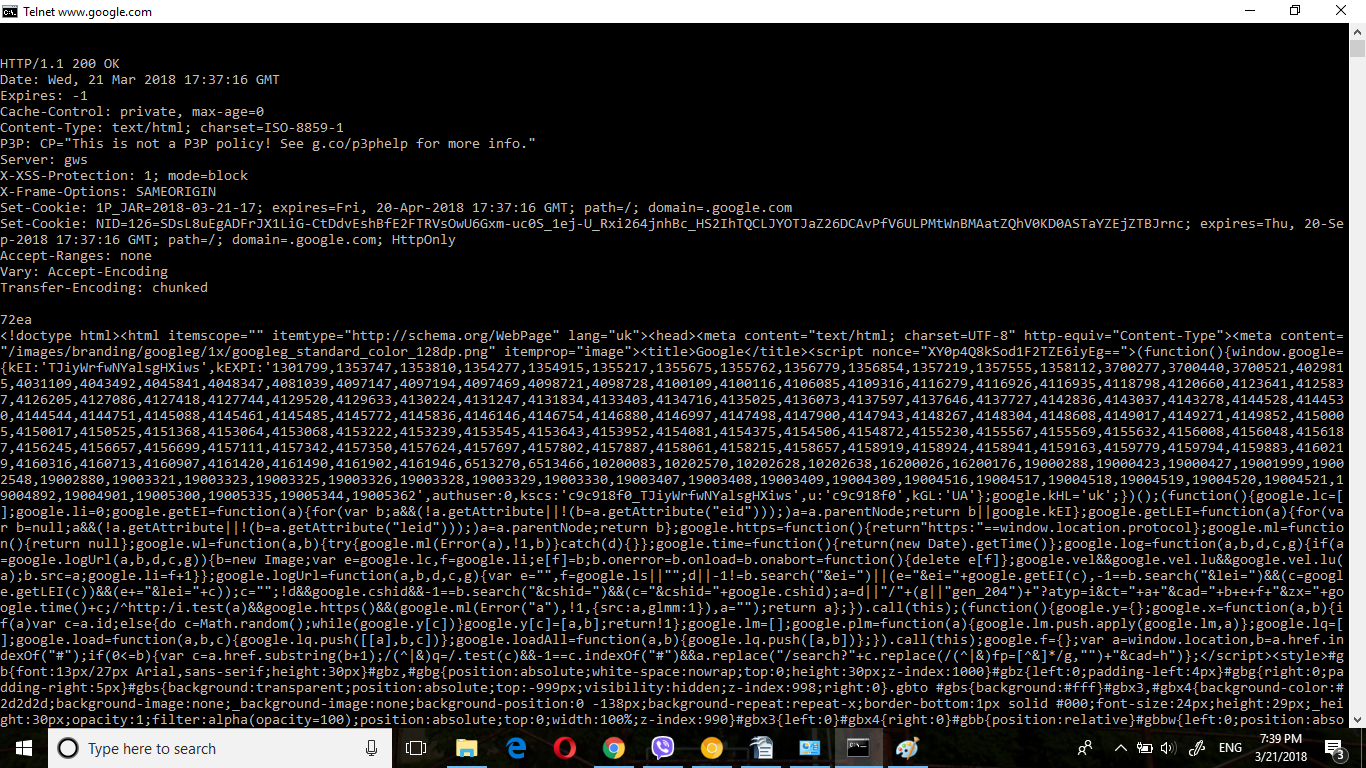 Telnet www.google.com
HTTP/1.1 200 OK
Date: Wed, 21 Mar 2018 17:37:16 GMT
Expires: -1
Cache-Control: private, max-age=0
Content-Type: text/html; charset=ISO-8859-1
P3P: CP="This is not a P3P policy! See g.co/p3phelp for more info."
Server: gws
X-XSS-Protection: 1; mode=block
X-Frame-Options: SAMEORIGIN
Set-Cookie: 1P_JAR=2018-03-21-17; expires=Fri, 20-Apr-2018 17:37:16 GMT; path=/; domain=.google.com
Set-Cookie: NID=126=SDsL8uEgADFrJX1LiG-CtDdvEshBfE2FTRVsOwU6Gxm-uc0S_1ej-U_Rxi264jnhBc_HS2IhTQCLJYOTJaZ26DCAvPfV6ULPMtWnBMAatZQhV0KD0ASTaYZEjZTBJrnc; expires=Thu, 20-Se
p-2018 17:37:16 GMT; path=/; domain=.google.com; HttpOnly
Accept-Ranges: none
Vary: Accept-Encoding
Transfer-Encoding: chunked
72ea
<!doctype html><html itemscope="" itemtype="http://schema.org/WebPage" lang="uk"><head><meta content="text/html; charset=UTF-8" http-equiv="Content-Type"><meta content=
"/images/branding/googleg/1x/googleg_standard_color_128dp.png" itemprop="image"><title>Google</title><script nonce="XY0p4Q8kSod1F2TZE6iyEg==">(function(){window.google=
{kEI:'TJiyWrfwNYalsgHXiws',kEXPI:'1301799,1353747,1353810,1354277,1354915,1355217,1355675,1355762,1356779,1356854,1357219,1357555,1358112,3700277,3700440,3700521,402981
5,4031109,4043492,4045841,4048347,4081039,4097147,4097194,4097469,4098721,4098728,4100109,4100116,4106085,4109316,4116279,4116926,4116935,4118798,4120660,4123641,412583
7,4126205,4127086,4127418,4127744,4129520,4129633,4130224,4131247,4131834,4133403,4134716,4135025,4136073,4137597,4137646,4137727,4142836,4143037,4143278,4144528,414453
0,4144544,4144751,4145088,4145461,4145485,4145772,4145836,4146146,4146754,4146880,4146997,4147498,4147900,4147943,4148267,4148304,4148608,4149017,4149271,4149852,415000
5,4150017,4150525,4151368,4153064,4153068,4153222,4153239,4153545,4153643,4153952,4154081,4154375,4154506,4154872,4155230,4155567,4155569,4155632,4156008,4156048,415618
7,4156245,4156657,4156699,4157111,4157342,4157350,4157624,4157697,4157802,4157887,4158061,4158215,4158657,4158919,4158924,4158941,4159163,4159779,4159794,4159883,416021
9,4160316,4160713,4160907,4161420,4161490,4161902,4161946,6513270,6513466,10200083,10202570,10202628,10202638,16200026,16200176,19000288,19000423,19000427,19001999,1900
2548,19002880,19003321,19003323,19003325,19003326,19003328,19003329,19003330,19003407,19003408,19003409,19004309,19004516,19004517,19004518,19004519,19004520,19004521,1
9004892,19004901,19005300,19005335,19005344,19005362',authuser:0,kscs:'c9c918f0_TJiyWrfwNYalsgHXiws',u:'c9c918f0',kGL:'UA'};google.kHL='uk';})();(function(){google.lc=[
];google.li=0;google.getEI=function(a){for(var b;a&&(!a.getAttribute||!(b=a.getAttribute("eid")));)a=a.parentNode;return b||google.kEI};google.getLEI=function(a){for(va
r b=null;a&&(!a.getAttribute||!(b=a.getAttribute("leid")));)a=a.parentNode;return b};google.https=function(){return"https:"==window.location.protocol};google.ml=functio
n(){return null};google.wl=function(a,b){try{google.ml(Error(a),!1,b)}catch(d){}};google.time=function(){return(new Date).getTime()};google.log=function(a,b,d,c,g){if(a
=google.logUrl(a,b,d,c,g)){b=new Image;var e=google.lc,f=google.li;e[f]=b;b.onerror=b.onload=b.onabort=function(){delete e[f]};google.vel&&google.vel.lu&&google.vel.lu(
a);b.src=a;google.li=f+1}};google.logUrl=function(a,b,d,c,g){var e="",f=google.ls||"";d||-1!=b.search("&ei=")||(e="&ei="+google.getEI(c),-1==b.search("&lei=")&&(c=googl
e.getLEI(c))&&(e+="&lei="+c));c="";!d&&google.cshid&&-1==b.search("&cshid=")&&(c="&cshid="+google.cshid);a=d||"/"+(g||"gen_204")+"?atyp=i&ct="+a+"&cad="+b+e+f+"&zx="+go
ogle.time()+c;/^http:/i.test(a)&&google.https()&&(google.ml(Error("a"),!1,{src:a,glmm:1}),a="");return a};}).call(this);(function(){google.y={};google.x=function(a,b){i
f(a)var c=a.id;else{do c=Math.random();while(google.y[c])}google.y[c]=[a,b];return!1};google.lm=[];google.plm=function(a){google.lm.push.apply(google.lm,a)};google.lq=[
];google.load=function(a,b,c){google.lq.push([[a],b,c])};google.loadAll=function(a,b){google.lq.push([a,b])};}).call(this);google.f={};var a=window.location,b=a.href.in
dexOf("#");if(0<=b){var c=a.href.substring(b+1);/(^|&)q=/.test(c)&&-1==c.indexOf("#")&&a.replace("/search?"+c.replace(/(^|&)fp=[^&]*/g,"")+"&cad=h")};</script><style>#g
b{font:13px/27px Arial,sans-serif;height:30px}#gbz,#gbg{position:absolute;white-space:nowrap;top:0;height:30px;z-index:1000}#gbz{left:0;padding-left:4px}#gbg{right:0;pa
dding-right:5px}#gbs{background:transparent;position:absolute;top:-999px;visibility:hidden;z-index:998;right:0}.gbto #gbs{background:#fff}#gbx3,#gbx4{background-color:#
2d2d2d;background-image:none;_background-image:none;background-position:0 -138px;background-repeat:repeat-x;border-bottom:1px solid #000;font-size:24px;height:29px;_hei
ght:30px;opacity:1;filter:alpha(opacity=100);position:absolute;top:0;width:100%;z-index:990}#gbx3{left:0}#gbx4{right:0}#gbb{position:relative}#gbbw{left:0;position:abso
Type here to search
ENG
7:39 PM
3/21/2018
3